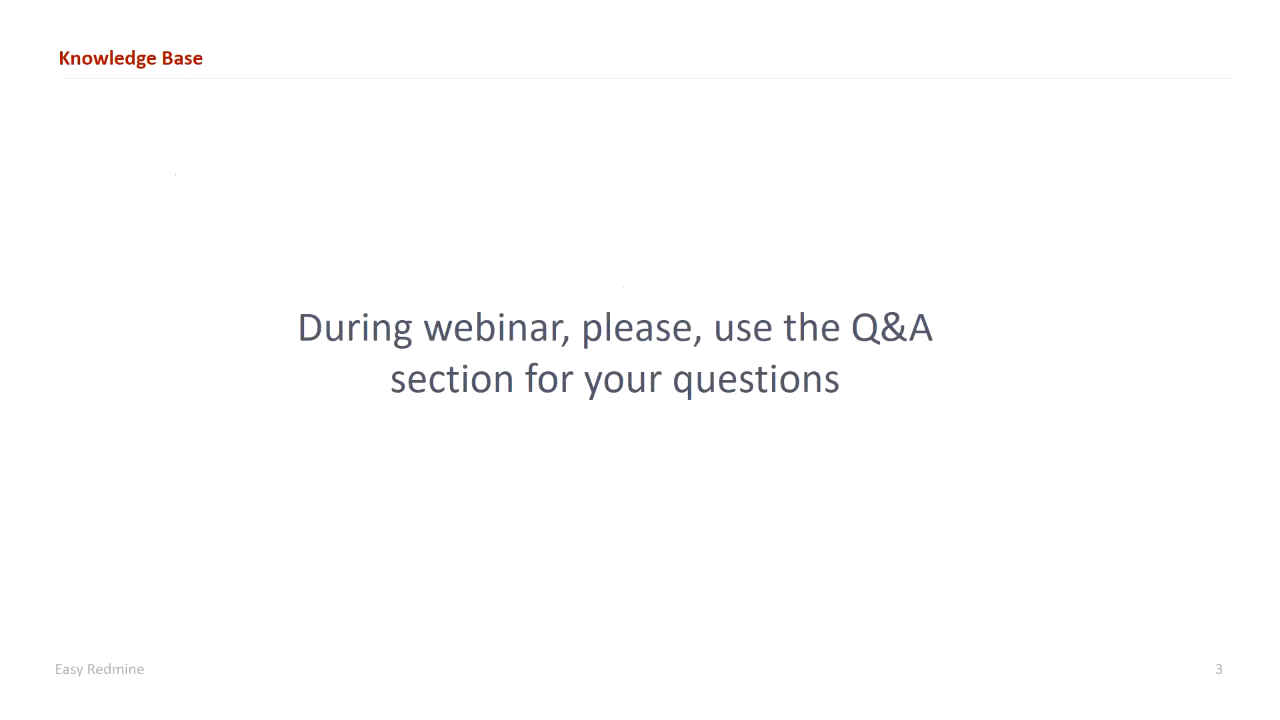 Knowledge Base
During webinar, please, use the Q&A
section for your questions
Easy Redmine
3